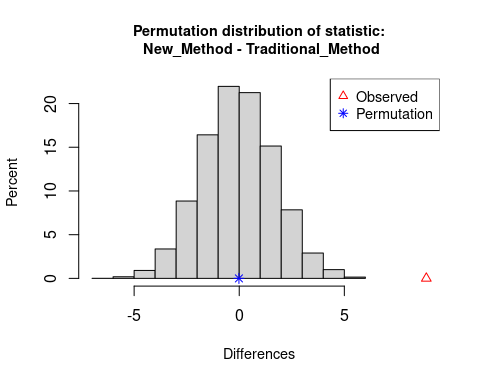 Permutation distribution of statistic:
New_Method - Traditional_Method
Observed
Permutation
Percent
20
15
10
5
0
-5 0 5
Differences